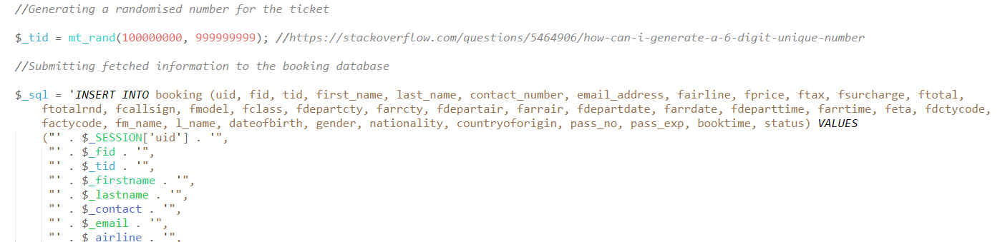 //Generating a randomised number for the ticket
$_tid = mt_rand(100000000, 999999999); //https://stackoverflow.com/questions/5464906/how-can-i-generate-a-6-digit-unique-number
//Submitting fetched information to the booking database
$_sql = 'INSERT INTO booking (uid, fid, tid, first_name, last_name, contact_number, email_address, fairline, fprice, ftax, fsurcharge, ftotal,
ftotalrnd, fcallsign, fmodel, fclass, fdepartcty, farrcty, fdepartair, farrair, fdepartdate, farrdate, fdeparttime, farrtime, feta, fdctycode,
factycode, fm_name, l_name, dateofbirth, gender, nationality, countryoforigin, pass_no, pass_exp, booktime, status) VALUES
("' . $_SESSION['uid'] . '",
"' . $_fid . '",
"' . $_tid . '",
"' . $_firstname . '",
"' . $_lastname . '",
"' . $_contact . '",
"' . $_email . '",
"' . $_airline . '",